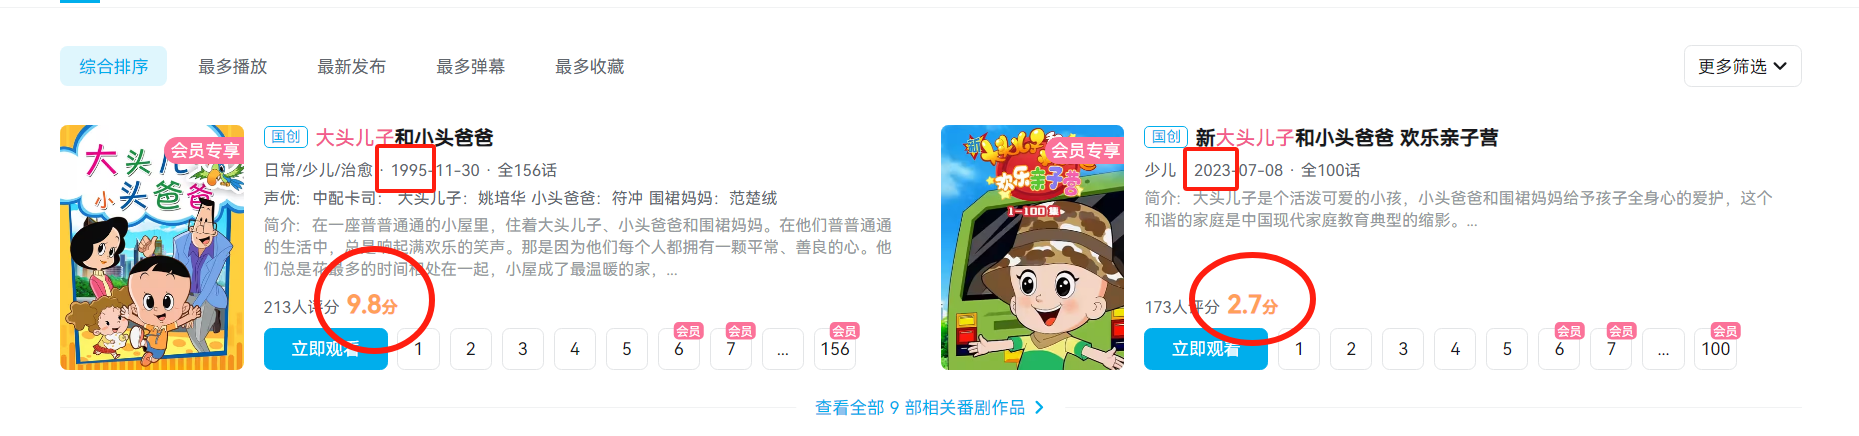 综合排序 最多播放 最新发布 最多弹幕 最多收藏 更多筛选
大头儿
小头爸爸
会员专享
国创 大头儿子和小头爸爸
日常/少儿/治愈 · 1995-11-30 · 全156话
声优：中配卡司： 大头儿子：姚培华 小头爸爸：符冲 围裙妈妈：范楚绒
简介：在一座普普通通的小屋里，住着大头儿子、小头爸爸和围裙妈妈。在他们普普通通
的生活中，总是响起满欢乐的笑声。那是因为他们每个人都拥有一颗平常、善良的心。他
们总是花最多的时间相处在一起，小屋成了最温暖的家，...
213人评分 9.8分
立即观看 1 2 3 4 5 6 会员 7 会员 ... 156 会员
新大头儿子和
会员专享
欢乐亲子营
1-100集
国创 新大头儿子和小头爸爸 欢乐亲子营
少儿 · 2023-07-08 · 全100话
简介：大头儿子是个活泼可爱的小孩，小头爸爸和围裙妈妈给予孩子全身心的爱护，这个
和谐的家庭是中国现代家庭教育典型的缩影。...
173人评分 2.7分
立即观看 1 2 3 4 5 6 会员 7 会员 ... 100 会员
查看全部 9 部相关番剧作品